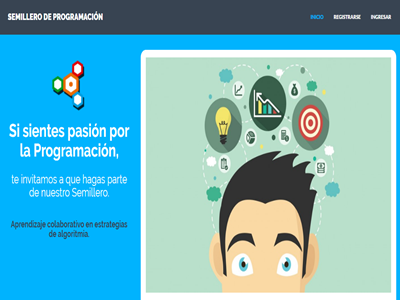 SEMILLERO DE PROGRAMACIÓN
INICIO REGISTRARSE INGRESAR
Si sientes pasión por
la Programación,
te invitamos a que hagas parte
de nuestro Semillero.
Aprendizaje colaborativo en estrategias
de algoritmia.